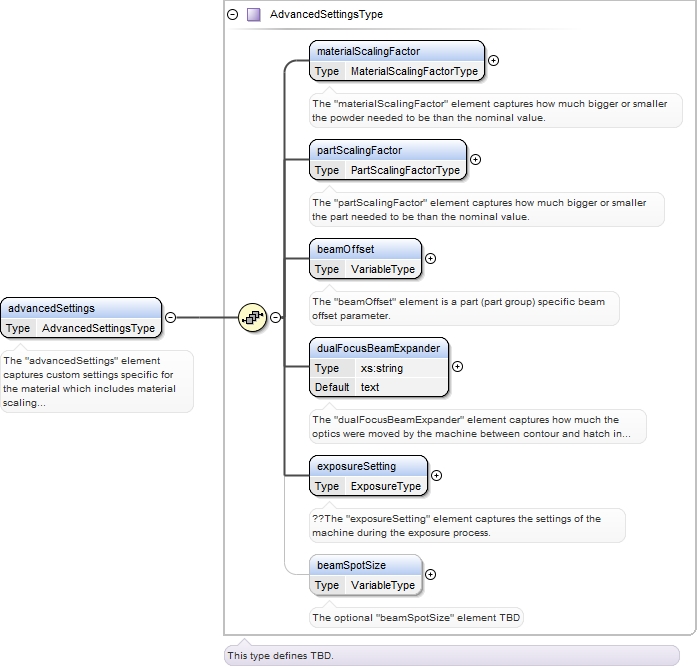 AdvancedSettingsType
materialScalingFactor
Type MaterialScalingFactorType
The "materialScalingFactor" element captures how much bigger or smaller
the powder needed to be than the nominal value.
partScalingFactor
Type PartScalingFactorType
The "partScalingFactor" element captures how much bigger or smaller
the part needed to be than the nominal value.
beamOffset
Type VariableType
The "beamOffset" element is a part (part group) specific beam
offset parameter.
advancedSettings
Type AdvancedSettingsType
The "advancedSettings" element
captures custom settings specific for
the material which includes material
scaling...
dualFocusBeamExpander
Type xs:string
Default text
The "dualFocusBeamExpander" element captures how much the
optics were moved by the machine between contour and hatch in...
exposureSetting
Type ExposureType
??The "exposureSetting" element captures the settings of the
machine during the exposure process.
beamSpotSize
Type VariableType
The optional "beamSpotSize" element TBD
This type defines TBD.